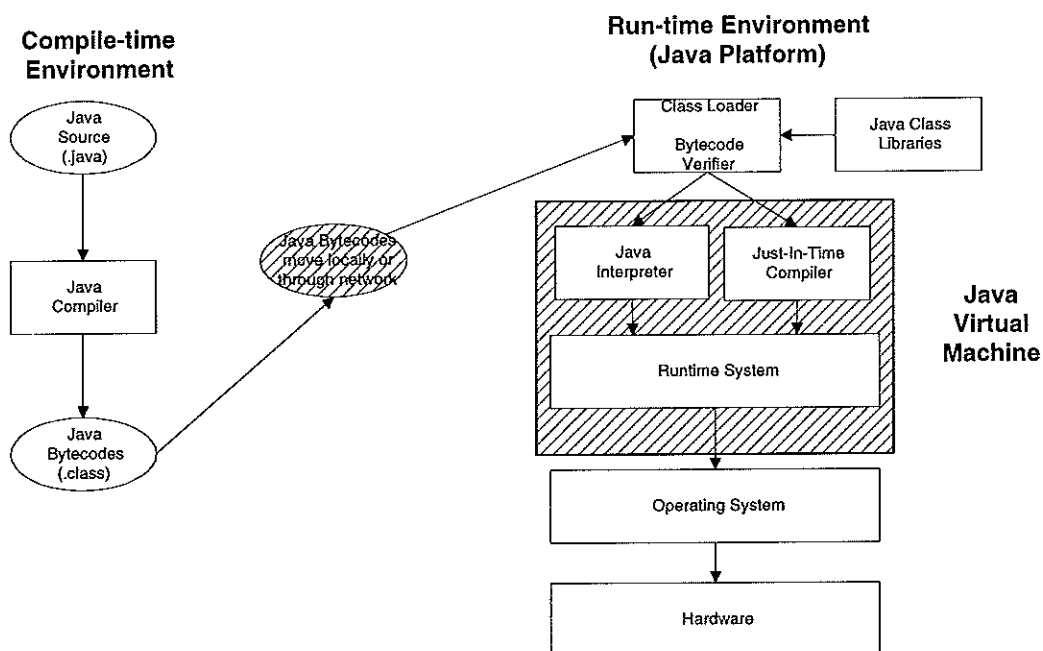 Compile-time
Environment
Java
Source
(.java)
Java
Compiler
Java
Bytecodes
(.class)
Java Bytecodes
move locally or
through network
Run-time Environment
(Java Platform)
Class Loader
Bytecode
Verifier
Java Class
Libraries
Java
Interpreter
Just-In-Time
Compiler
Runtime System
Java
Virtual
Machine
Operating System
Hardware